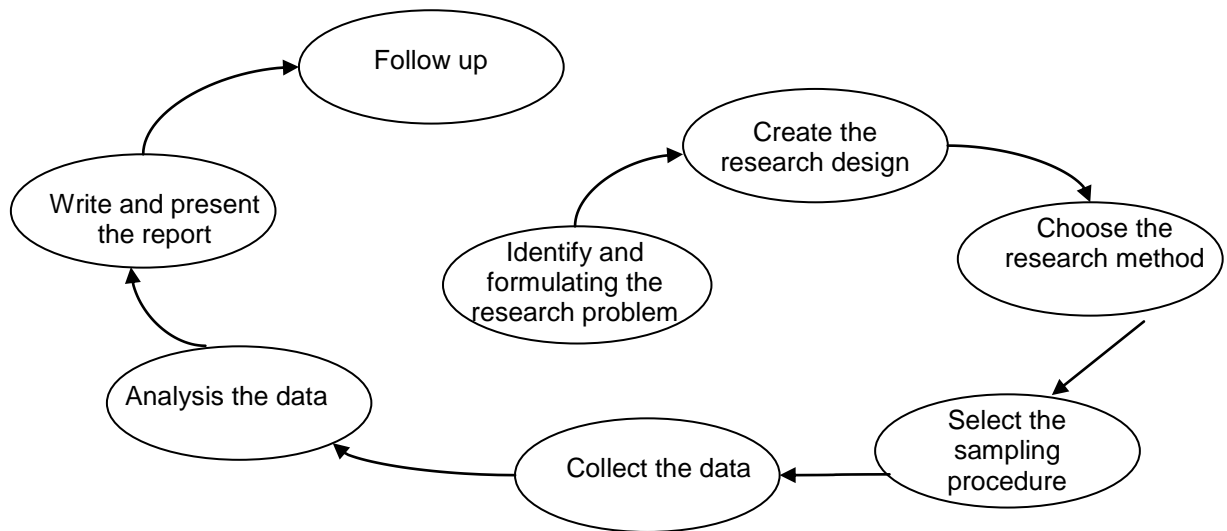 Follow up
Create the
research design
Write and present
the report
Identify and
formulating the
research problem
Choose the
research method
Analysis the data
Select the
sampling
procedure
Collect the data